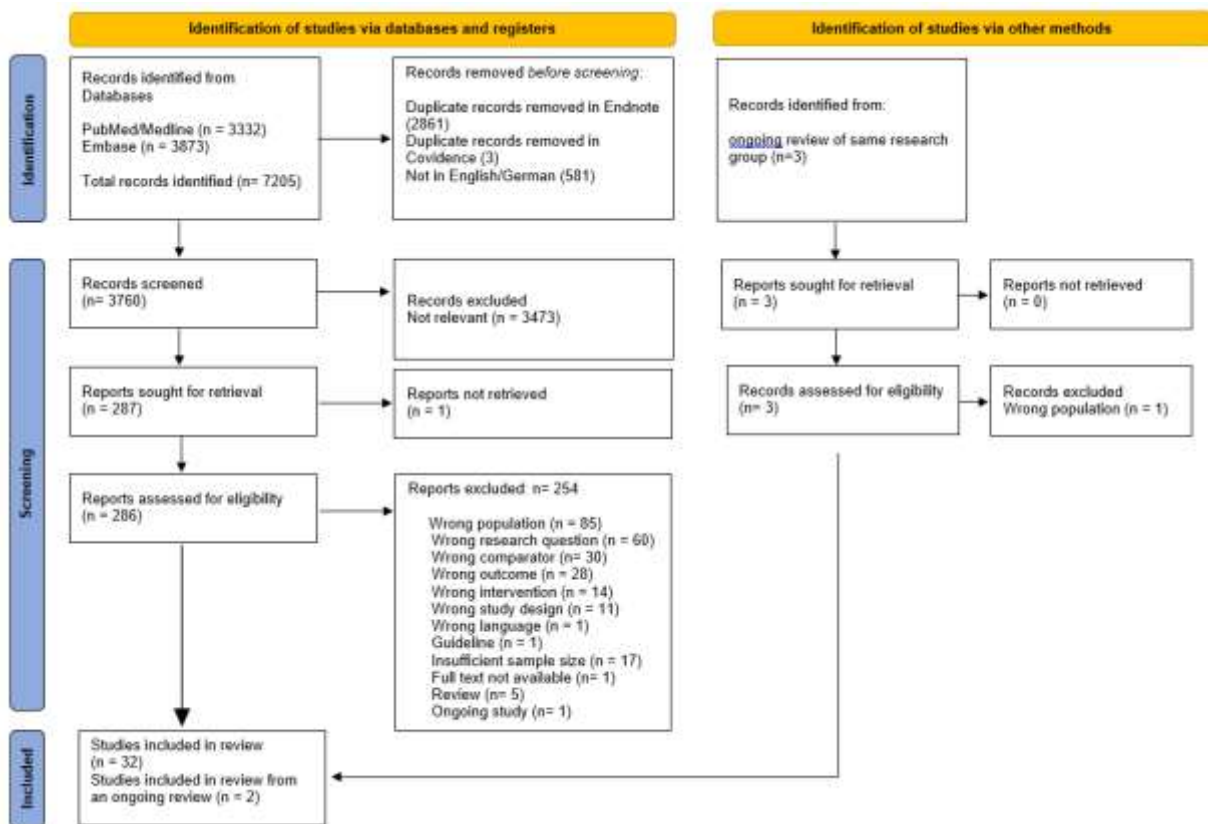 Identification of studies via databases and registers
Identification of studies via other methods
Identification
Records identified from
Databases
PubMed/Medline (n = 3332)
Embase (n = 3873)
Total records identified (n= 7205)
Records removed before screening:
Duplicate records removed in Endnote
(2861)
Duplicate records removed in
Covidence (3)
Not in English/German (581)
Records identified from:
ongoing review of same research
group (n=3)
Screening
Records screened
(n= 3760)
Records excluded
Not relevant (n = 3473)
Reports sought for retrieval
(n = 3)
Reports not retrieved
(n = 0)
Reports sought for retrieval
(n = 287)
Reports not retrieved
(n = 1)
Records assessed for eligibility
(n= 3)
Records excluded
Wrong population (n = 1)
Reports assessed for eligibility
(n = 286)
Reports excluded: n= 254
Wrong population (n = 85)
Wrong research question (n = 60)
Wrong comparator (n= 30)
Wrong outcome (n = 28)
Wrong intervention (n = 14)
Wrong study design (n = 11)
Wrong language (n = 1)
Guideline (n = 1)
Insufficient sample size (n = 17)
Full text not available (n= 1)
Review (n= 5)
Ongoing study (n= 1)
Included
Studies included in review
(n = 32)
Studies included in review from
an ongoing review (n = 2)